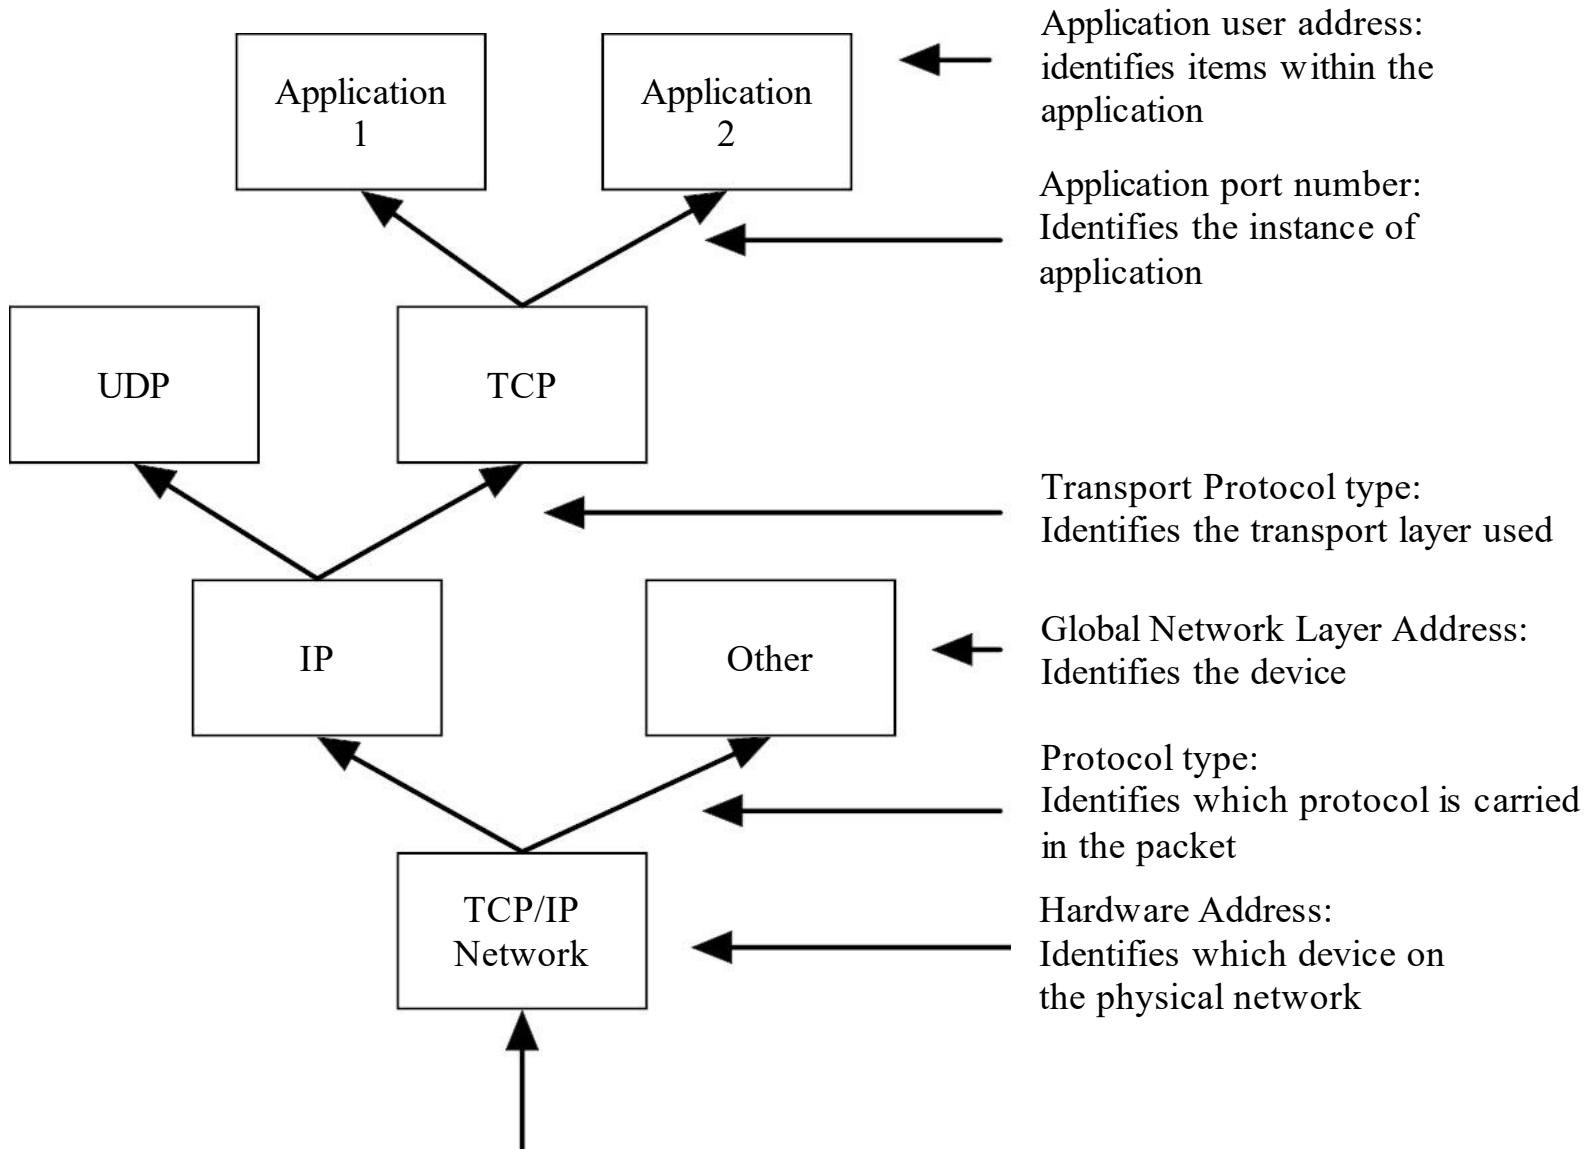 Application
1
Application
2
Application user address:
identifies items within the
application
Application port number:
Identifies the instance of
application
UDP
TCP
Transport Protocol type:
Identifies the transport layer used
IP
Other
Global Network Layer Address:
Identifies the device
Protocol type:
Identifies which protocol is carried
in the packet
TCP/IP
Network
Hardware Address:
Identifies which device on
the physical network